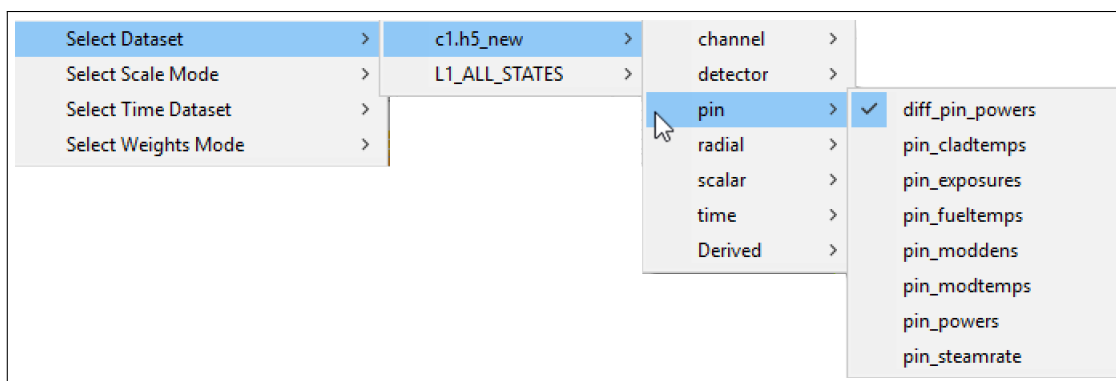 Select Dataset
Select Scale Mode
Select Time Dataset
Select Weights Mode
c1.h5_new
L1_ALL_STATES
channel
detector
pin
radial
scalar
time
Derived
diff_pin_powers
pin_cladtemps
pin_exposures
pin_fueltemps
pin_moddens
pin_modtemps
pin_powers
pin_steamrate